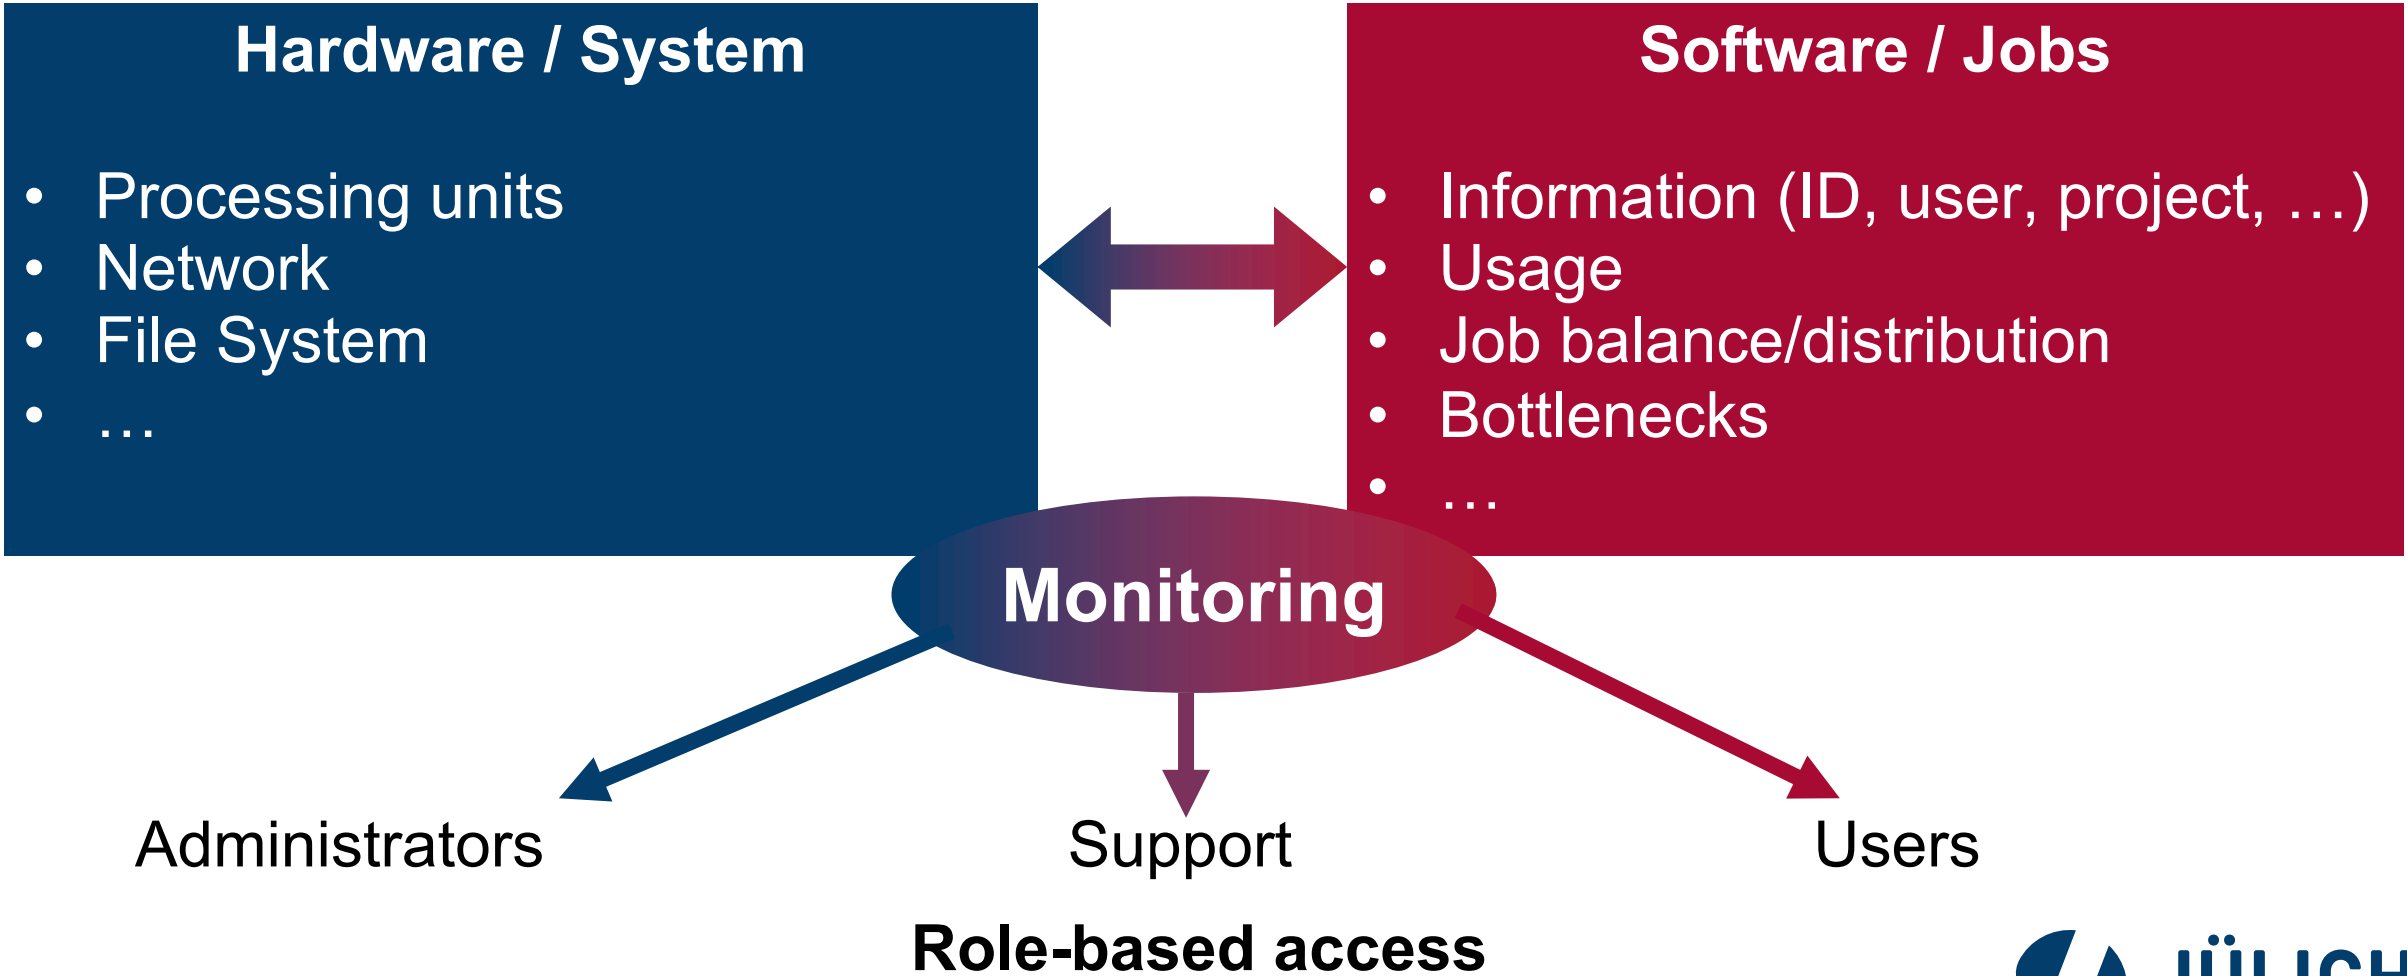 Hardware / System
• Processing units
• Network
• File System
• …
Software / Jobs
• Information (ID, user, project, …)
• Usage
• Job balance/distribution
• Bottlenecks
• …
Monitoring
Administrators
Support
Users
Role-based access
JÜLICH